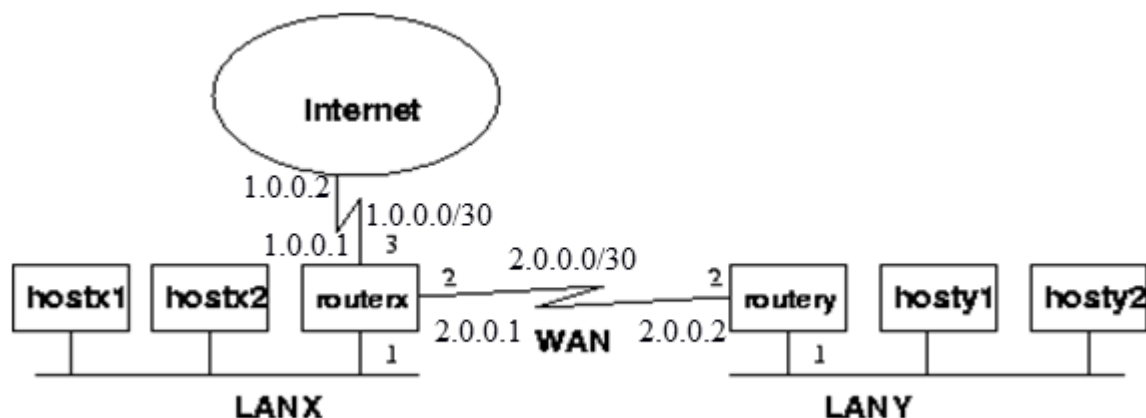 Internet
1.0.0.2
1.0.0.0/30
1.0.0.1
3
2.0.0.0/30
hostx1
hostx2
routerx
2
2
routery
hosty1
hosty2
2.0.0.1
WAN
2.0.0.2
1
1
LANX
LANY